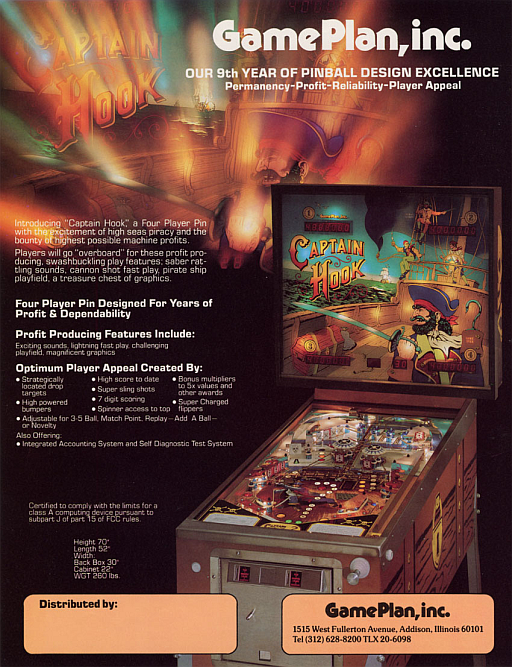 GamePlan, inc.
OUR 9th YEAR OF PINBALL DESIGN EXCELLENCE
Permanency-Profit-Reliability-Player Appeal
CAPTAIN
HOOK
Introducing "Captain Hook," a Four Player Pin
with the excitement of high seas piracy and the
bounty of highest possible machine profits.
Players will go "overboard" for these profit pro-
ducing, swashbuckling play features; saber rat-
tling sounds, cannon shot fast play, pirate ship
playfield, a treasure chest of graphics.
CAPTAIN
HOOK
Four Player Pin Designed For Years of
Profit & Dependability
Profit Producing Features Include:
Exciting sounds, lightning fast play, challenging
playfield, magnificent graphics
Optimum Player Appeal Created By:
• Strategically
located drop
targets
• High powered
bumpers
• High score to date
• Super sling shots
• 7 digit scoring
• Spinner access to top
• Bonus multipliers
to 5x values and
other awards
• Super Charged
flippers
• Adjustable for 3-5 Ball, Match Point, Replay—Add A Ball—
or Novelty
Also Offering:
• Integrated Accounting System and Self Diagnostic Test System
Certified to comply with the limits for a
class A computing device pursuant to
subpart J of part 15 of FCC rules.
Height 70"
Length 52"
Width:
Back Box 30"
Cabinet 22"
WGT 260 lbs.
Distributed by:
GamePlan, inc.
1515 West Fullerton Avenue, Addison, Illinois 60101
Tel (312) 628-8200 TLX 20-6098